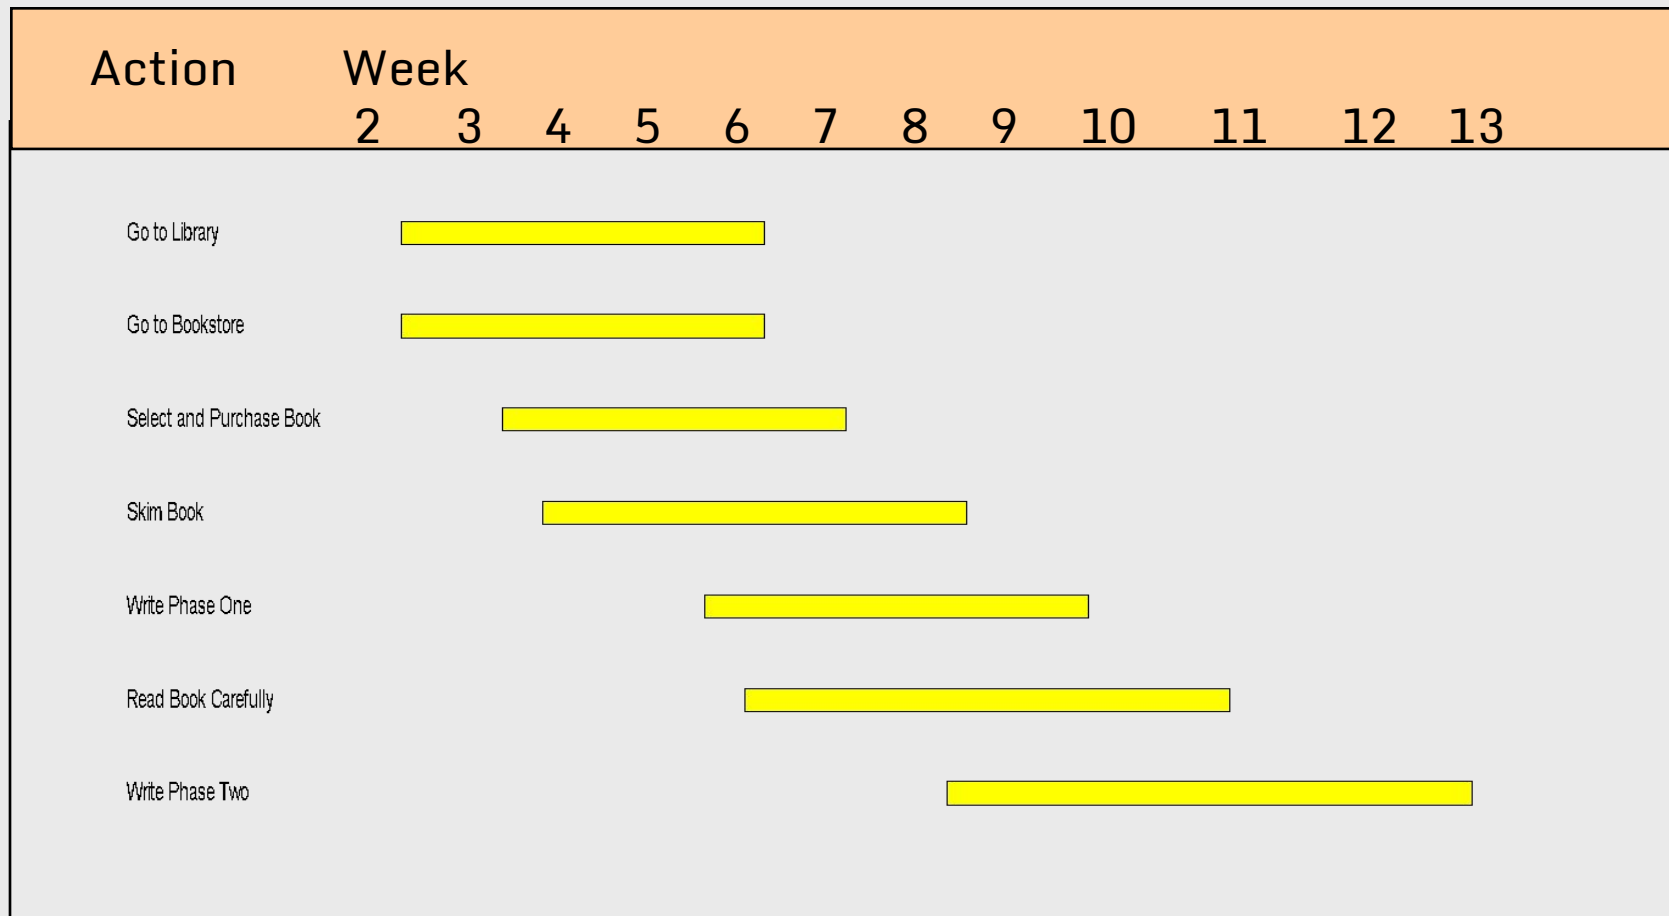 Action Week
2 3 4 5 6 7 8 9 10 11 12 13
Go to Library
Go to Bookstore
Select and Purchase Book
Skim Book
Write Phase One
Read Book Carefully
Write Phase Two